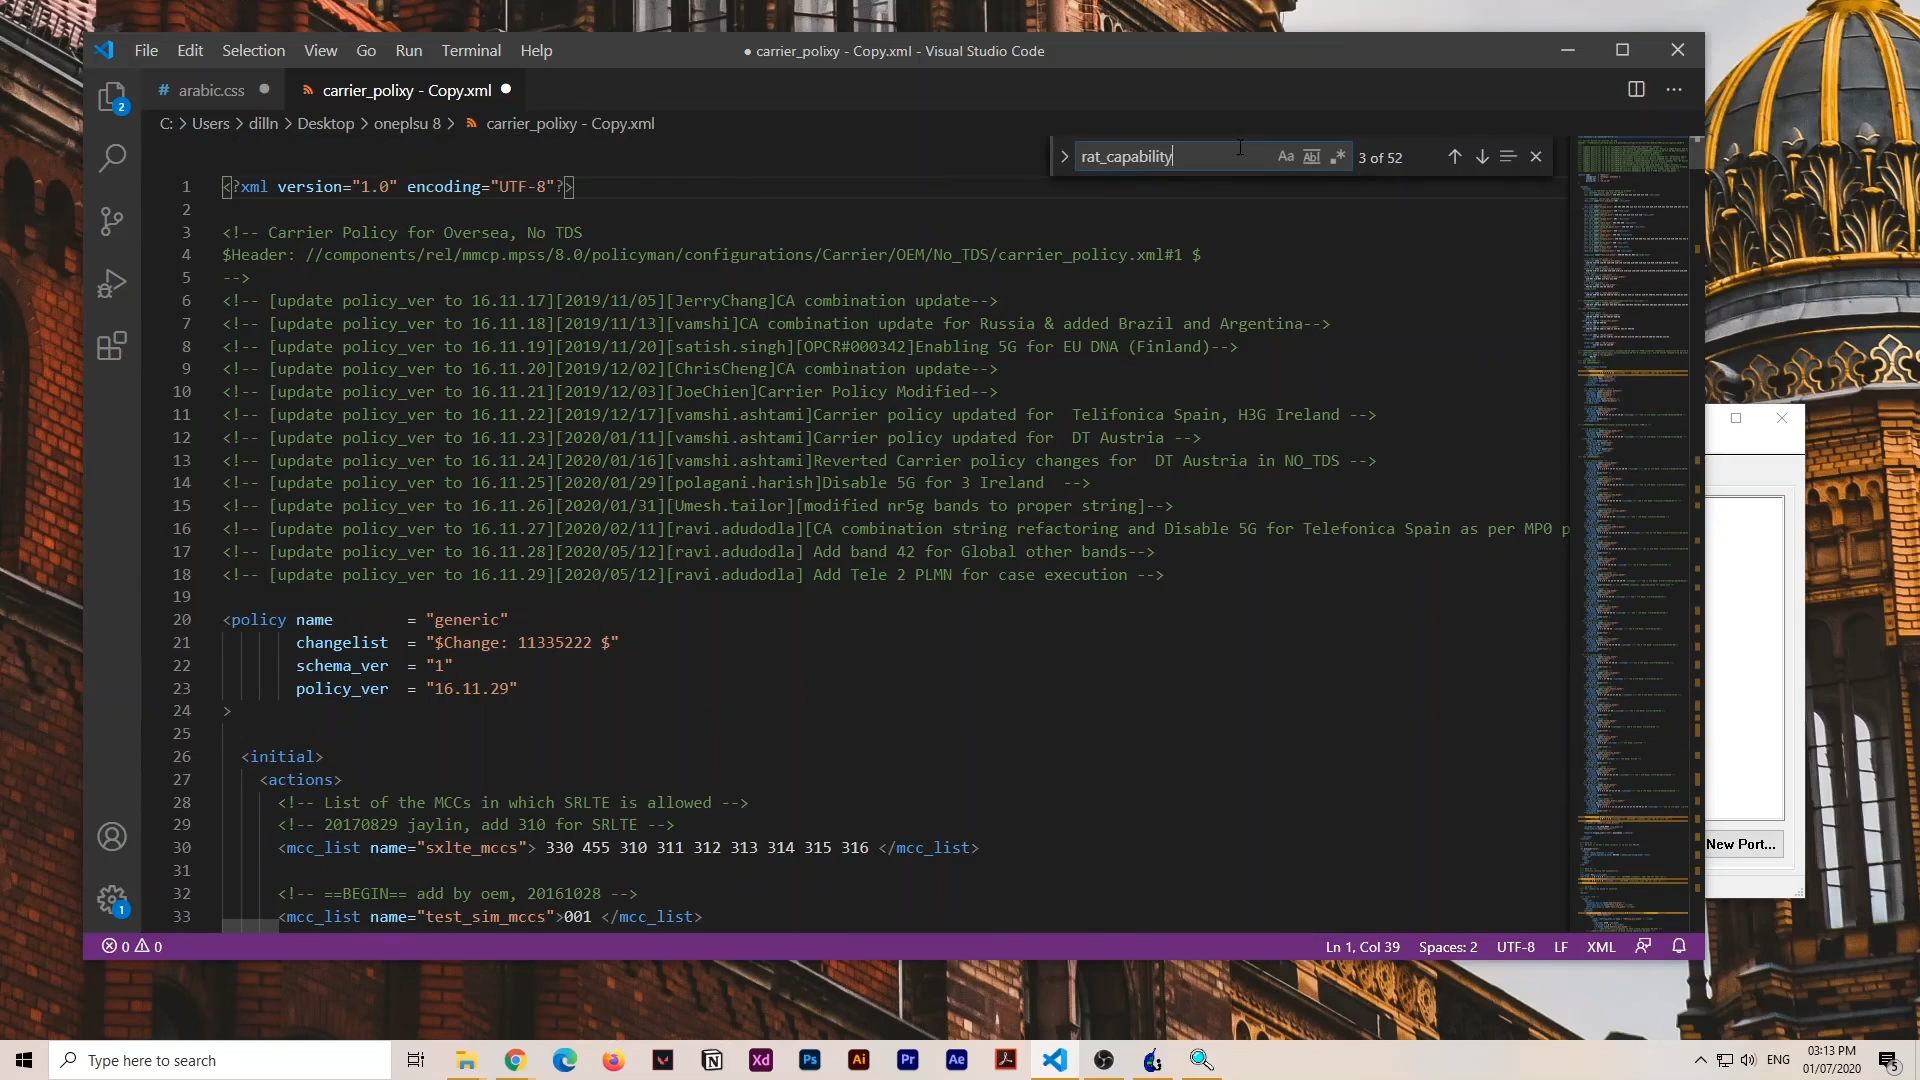 File Edit Selection View Go Run Terminal Help
● carrier_polixy - Copy.xml - Visual Studio Code
# arabic.css
carrier_polixy - Copy.xml
C: > Users > dilln > Desktop > oneplsu 8 > carrier_polixy - Copy.xml
rat_capability
3 of 52
1 <?xml version="1.0" encoding="UTF-8"?>
2
3 <!-- Carrier Policy for Oversea, No TDS
4 $Header: //components/rel/mmcp.mpss/8.0/policyman/configurations/Carrier/OEM/No_TDS/carrier_policy.xml#1 $
5 -->
6 <!-- [update policy_ver to 16.11.17][2019/11/05][JerryChang]CA combination update-->
7 <!-- [update policy_ver to 16.11.18][2019/11/13][vamshi]CA combination update for Russia & added Brazil and Argentina-->
8 <!-- [update policy_ver to 16.11.19][2019/11/20][satish.singh][OPCR#000342]Enabling 5G for EU DNA (Finland)-->
9 <!-- [update policy_ver to 16.11.20][2019/12/02][ChrisCheng]CA combination update-->
10 <!-- [update policy_ver to 16.11.21][2019/12/03][JoeChien]Carrier Policy Modified-->
11 <!-- [update policy_ver to 16.11.22][2019/12/17][vamshi.ashtami]Carrier policy updated for  Telifonica Spain, H3G Ireland -->
12 <!-- [update policy_ver to 16.11.23][2020/01/11][vamshi.ashtami]Carrier policy updated for  DT Austria -->
13 <!-- [update policy_ver to 16.11.24][2020/01/16][vamshi.ashtami]Reverted Carrier policy changes for  DT Austria in NO_TDS -->
14 <!-- [update policy_ver to 16.11.25][2020/01/29][polagani.harish]Disable 5G for 3 Ireland  -->
15 <!-- [update policy_ver to 16.11.26][2020/01/31][Umesh.tailor][modified nr5g bands to proper string]-->
16 <!-- [update policy_ver to 16.11.27][2020/02/11][ravi.adudodla][CA combination string refactoring and Disable 5G for Telefonica Spain as per MP0 p
17 <!-- [update policy_ver to 16.11.28][2020/05/12][ravi.adudodla] Add band 42 for Global other bands-->
18 <!-- [update policy_ver to 16.11.29][2020/05/12][ravi.adudodla] Add Tele 2 PLMN for case execution -->
19
20 <policy name        = "generic"
21 changelist  = "$Change: 11335222 $"
22 schema_ver  = "1"
23 policy_ver  = "16.11.29"
24 >
25
26 <initial>
27 <actions>
28 <!-- List of the MCCs in which SRLTE is allowed -->
29 <!-- 20170829 jaylin, add 310 for SRLTE -->
30 <mcc_list name="sxlte_mccs"> 330 455 310 311 312 313 314 315 316 </mcc_list>
31
32 <!-- ==BEGIN== add by oem, 20161028 -->
33 <mcc_list name="test_sim_mccs">001 </mcc_list>
New Port...
0 0 Ln 1, Col 39 Spaces: 2 UTF-8 LF XML
Type here to search
ENG 03:13 PM
01/07/2020